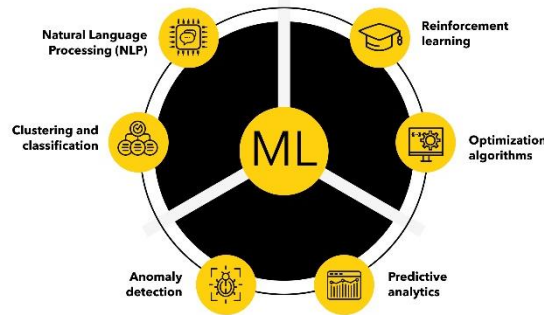 Natural Language
Processing (NLP)
Reinforcement
learning
Clustering and
classification
ML
Optimization
algorithms
Anomaly
detection
Predictive
analytics